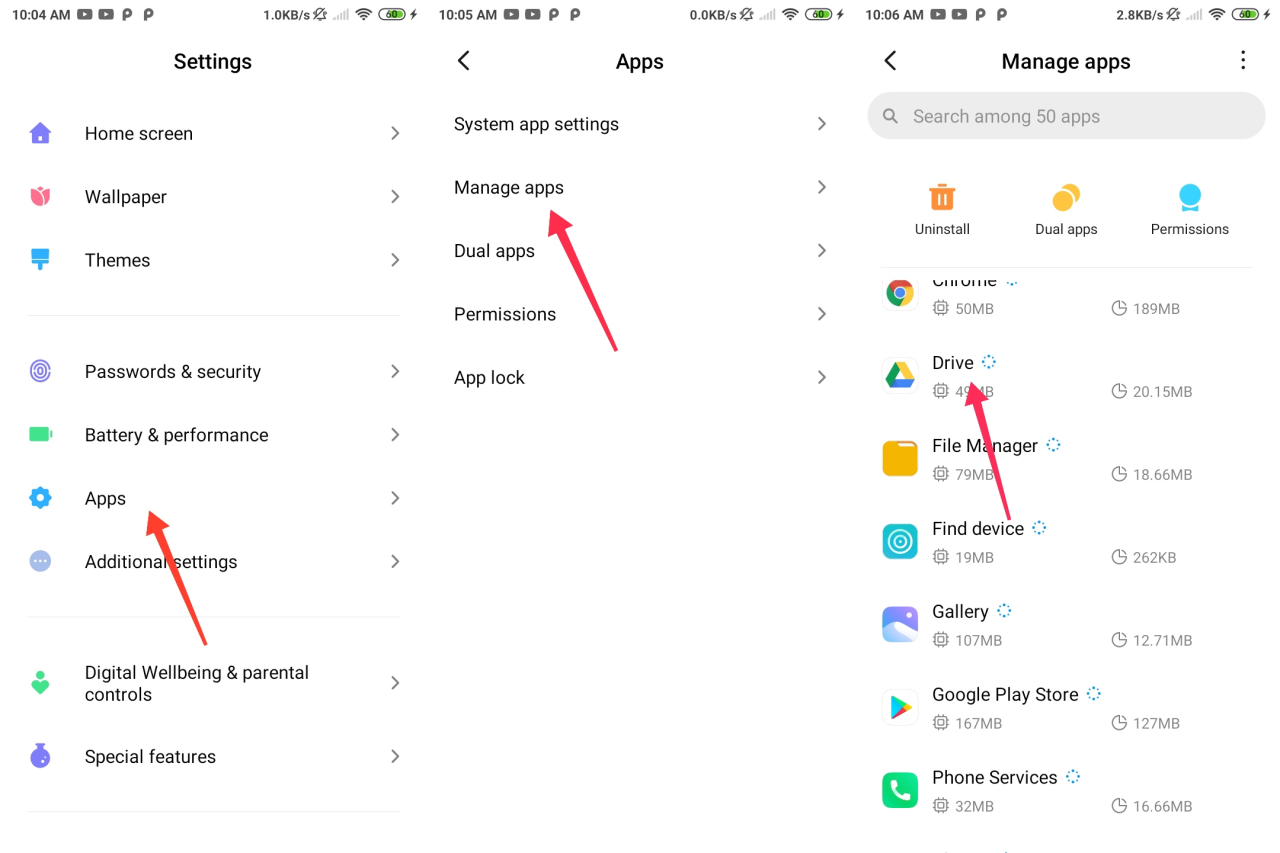 10:04 AM 1.0KB/s 60
Settings
Home screen
Wallpaper
Themes
Passwords & security
Battery & performance
Apps
Additional settings
Digital Wellbeing & parental
controls
Special features
10:05 AM 0.0KB/s 60
Apps
System app settings
Manage apps
Dual apps
Permissions
App lock
10:06 AM 2.8KB/s 60
Manage apps
Search among 50 apps
Uninstall Dual apps Permissions
Chrome
50MB 189MB
Drive
49MB 20.15MB
File Manager
79MB 18.66MB
Find device
19MB 262KB
Gallery
107MB 12.71MB
Google Play Store
167MB 127MB
Phone Services
32MB 16.66MB